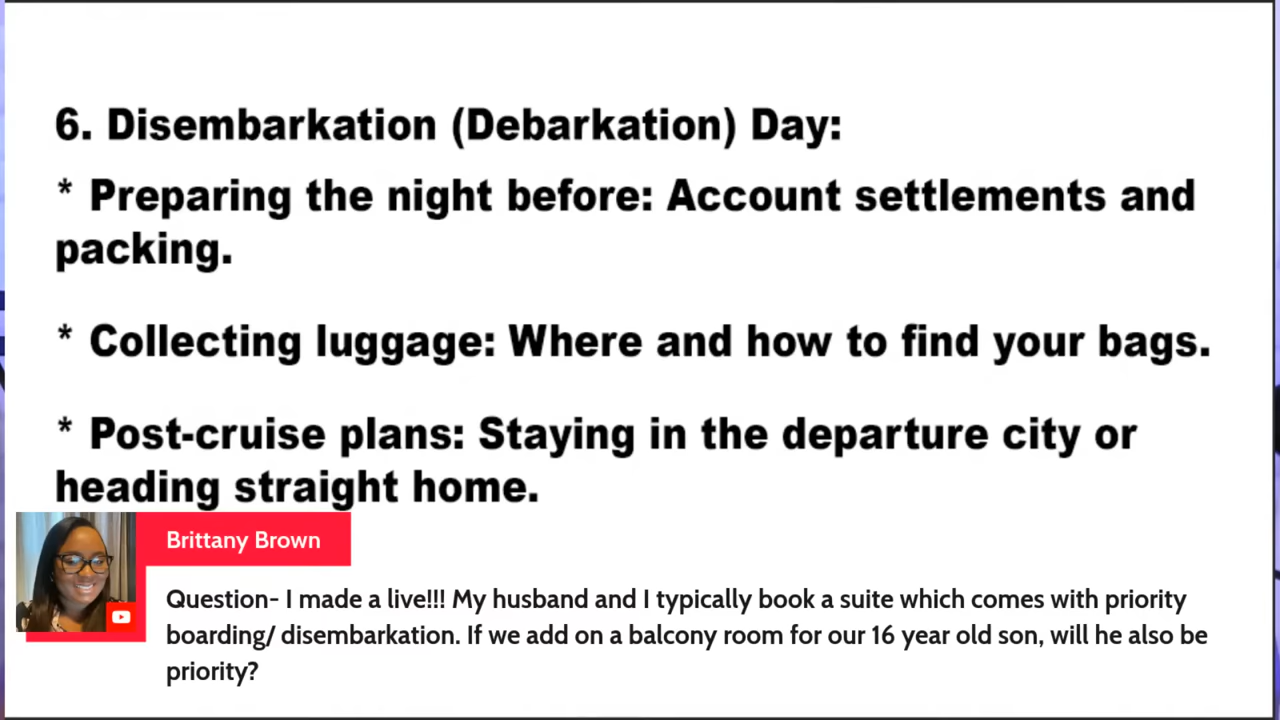 6. Disembarkation (Debarkation) Day:
* Preparing the night before: Account settlements and
packing.
* Collecting luggage: Where and how to find your bags.
* Post-cruise plans: Staying in the departure city or
heading straight home.
Brittany Brown
Question- I made a live!!! My husband and I typically book a suite which comes with priority
boarding/ disembarkation. If we add on a balcony room for our 16 year old son, will he also be
priority?